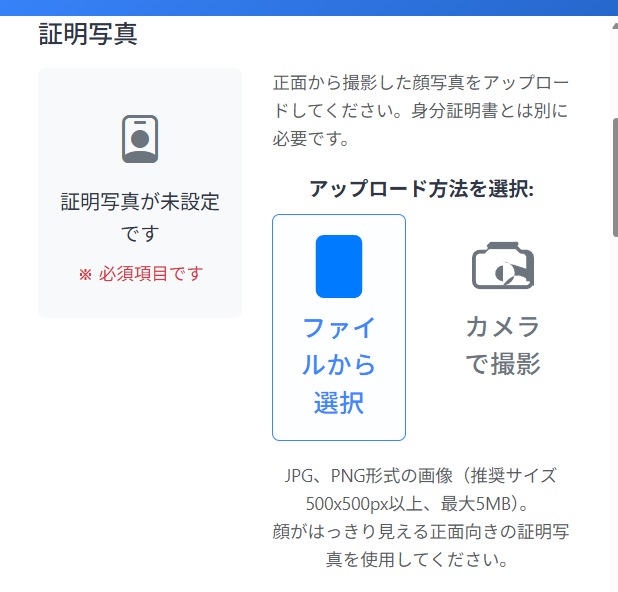 証明写真
証明写真が未設定
です
※ 必須項目です
正面から撮影した顔写真をアップロー
ドしてください。身分証明書とは別に
必要です。
アップロード方法を選択:
ファイ
ルから
選択
カメラ
で撮影
JPG、PNG形式の画像（推奨サイズ
500x500px以上、最大5MB）。
顔がはっきり見える正面向きの証明写
真を使用してください。